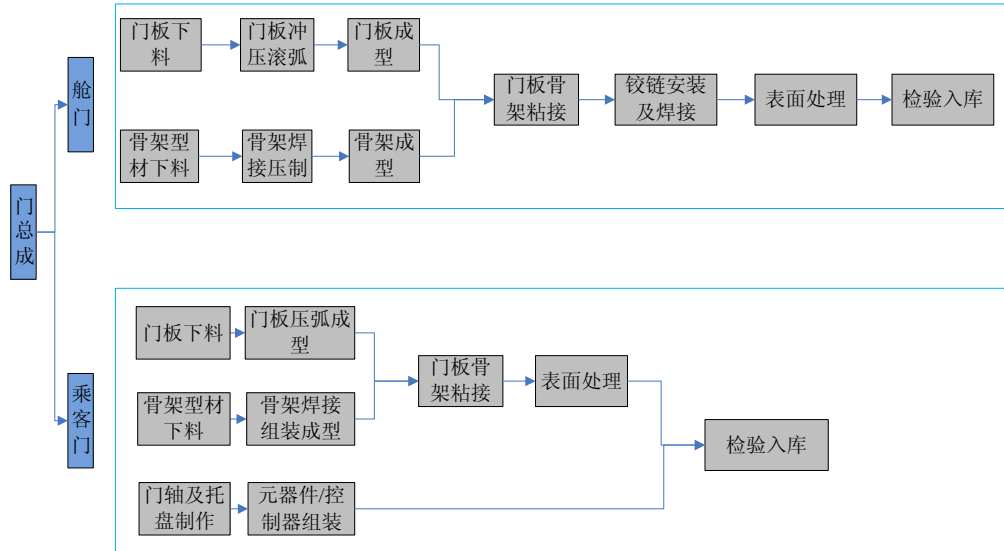 门板下
料
门板冲
压滚弧
门板成
型
舱
门
门板骨
架粘接
铰链安装
及焊接
表面处理
检验入库
骨架型
材下料
骨架焊
接压制
骨架成
型
门
总
成
门板下料
门板压弧成
型
门板骨
架粘接
表面处理
乘
客
门
骨架型材
下料
骨架焊接
组装成型
检验入库
门轴及托
盘制作
元器件/控
制器组装